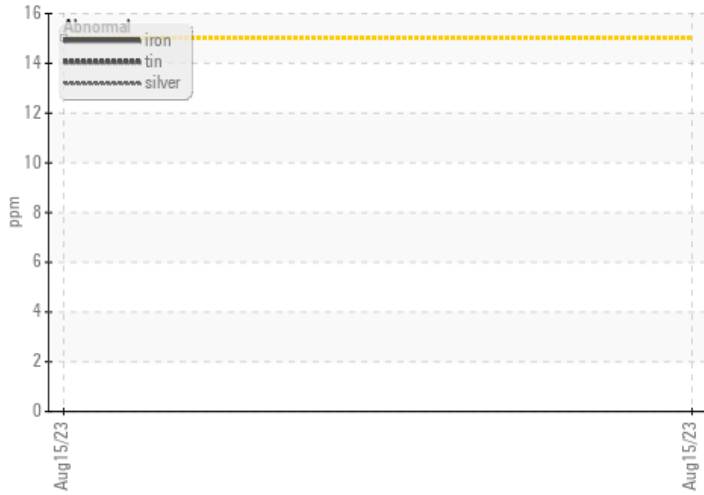 16
14
12
10
8
6
4
2
0
ppm
Abnormal
iron
tin
silver
Aug15/23
Aug15/23